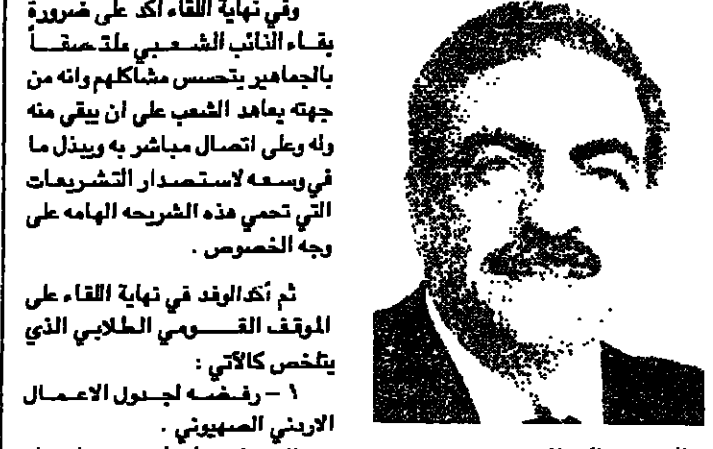 وفي نهاية اللقاء اكد على ضرورة
بقاء النائب الشعبي ملتصقاً
بالجماهير يتحسس مشاكلهم وانه من
جهته يعاهد الشعب على ان يبقى منه
وله وعلى اتصال مباشر به ويبذل ما
في وسعه لاستصدار التشريعات
التي تحمي هذه الشريحه الهامه على
وجه الخصوص .
ثم أكد الوفد في نهاية اللقاء على
الموقف القومي الطلابي الذي
يتلخص كالآتي :
١ – رفضه لجدول الاعمال
الاردني الصهيوني .